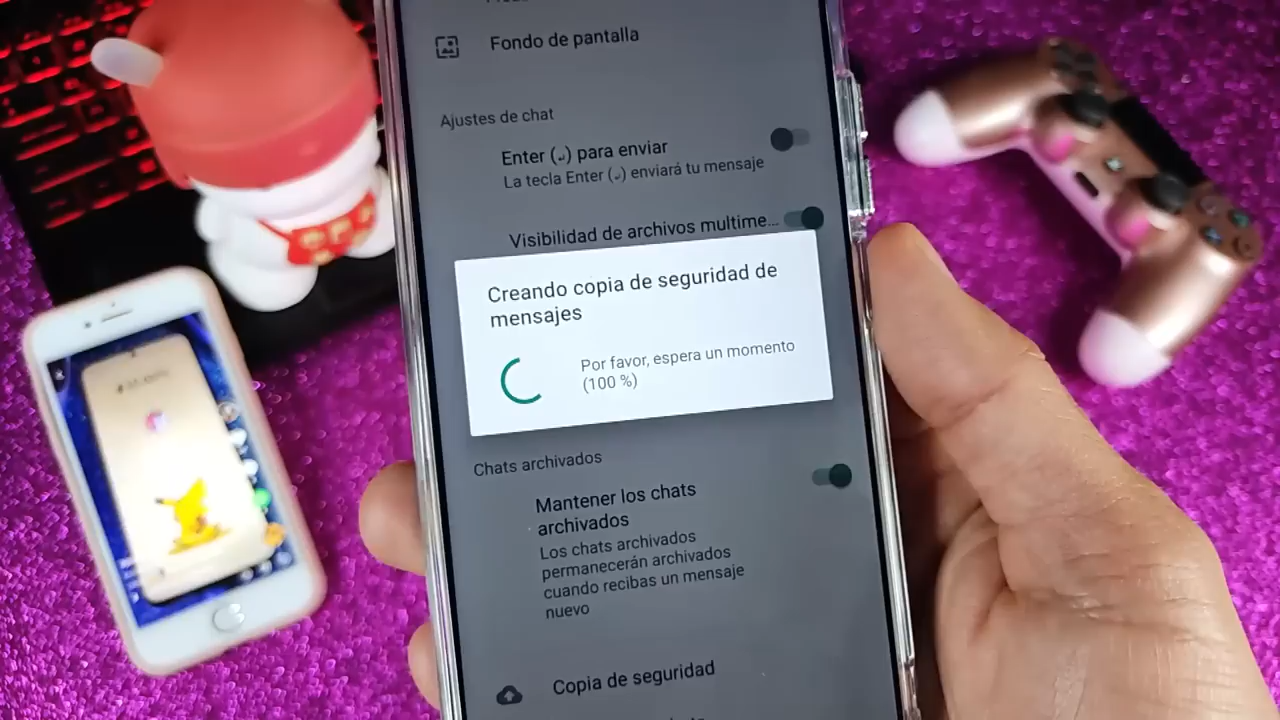 Fondo de pantalla
Ajustes de chat
Enter (⏎) para enviar
La tecla Enter (⏎) enviará tu mensaje
Visibilidad de archivos multime...
Creando copia de seguridad de
mensajes
Por favor, espera un momento
(100 %)
Chats archivados
Mantener los chats
archivados
Los chats archivados
permanecerán archivados
cuando recibas un mensaje
nuevo
Copia de seguridad